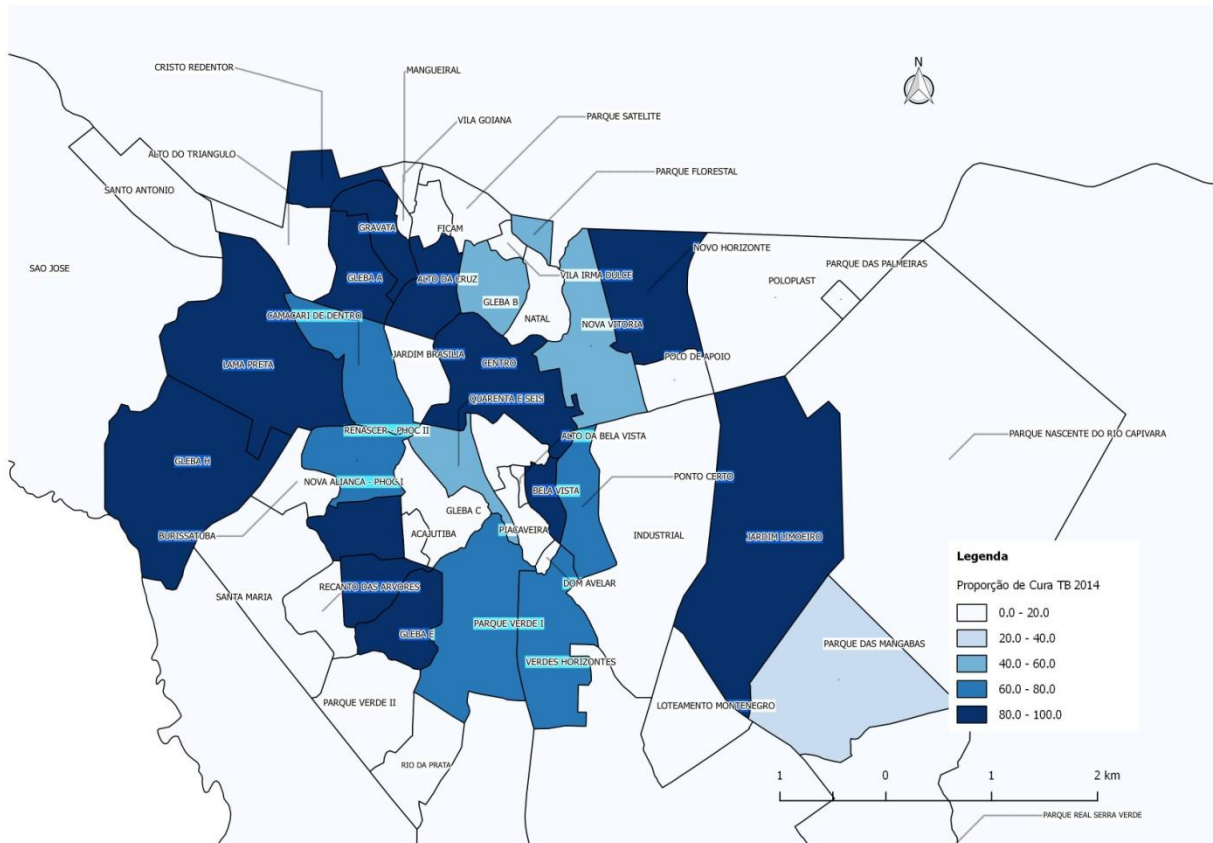 CRISTO REDENTOR
MANGUEIRAL
N
VILA GOIANA
PARQUE SATELITE
ALTO DO TRIANGULO
PARQUE FLORESTAL
SANTO ANTONIO
GRAVATA
FICAM
NOVO HORIZONTE
PARQUE DAS PALMEIRAS
SAO JOSE
GLEBA A
ALTO DA CRUZ
VILA IRMA DULCE
POLOPLAST
GLEBA B
CAMACARI DE DENTRO
NATAL
NOVA VITORIA
JARDIM BRASILIA
CENTRO
POLO DE APOIO
LAMA PRETA
QUARENTA E SEIS
RENASCER - PHOC II
ALTO DA BELA VISTA
PARQUE NASCENTE DO RIO CAPIVARA
GLEBA H
NOVA ALIANCA - PHOC I
BELA VISTA
PONTO CERTO
GLEBA C
BURISSATUBA
ACAJUTIBA
PIACAVEIRA
INDUSTRIAL
JARDIM LIMOEIRO
Legenda
Proporção de Cura TB 2014
0.0 - 20.0
20.0 - 40.0
40.0 - 60.0
60.0 - 80.0
80.0 - 100.0
RECANTO DAS ARVORES
DOM AVELAR
SANTA MARIA
PARQUE VERDE I
GLEBA E
PARQUE DAS MANGABAS
VERDES HORIZONTES
PARQUE VERDE II
LOTEAMENTO MONTENEGRO
RIO DA PRATA
1 0 1 2 km
PARQUE REAL SERRA VERDE